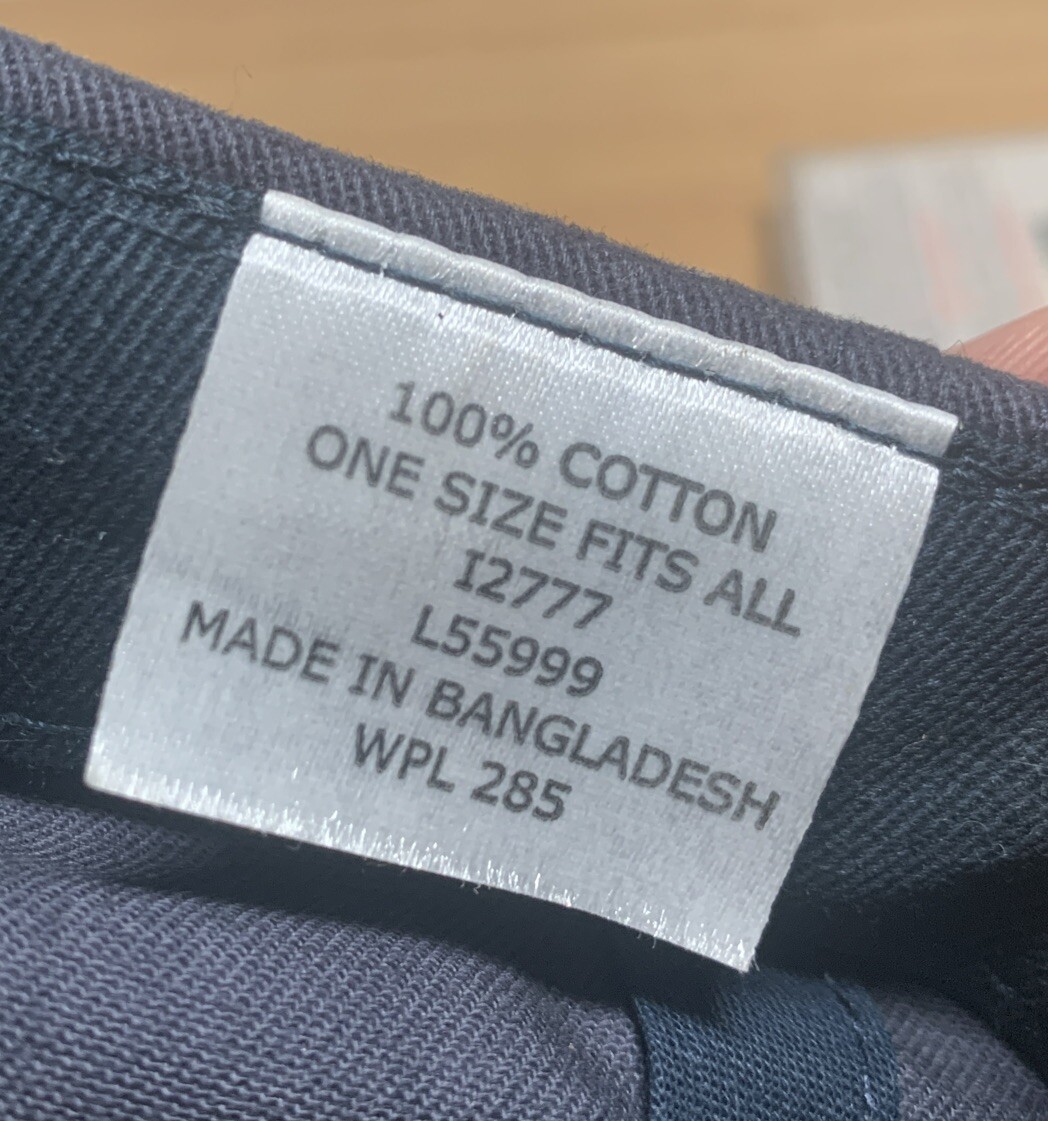 100% COTTON
ONE SIZE FITS ALL
I2777
L55999
MADE IN BANGLADESH
WPL 285